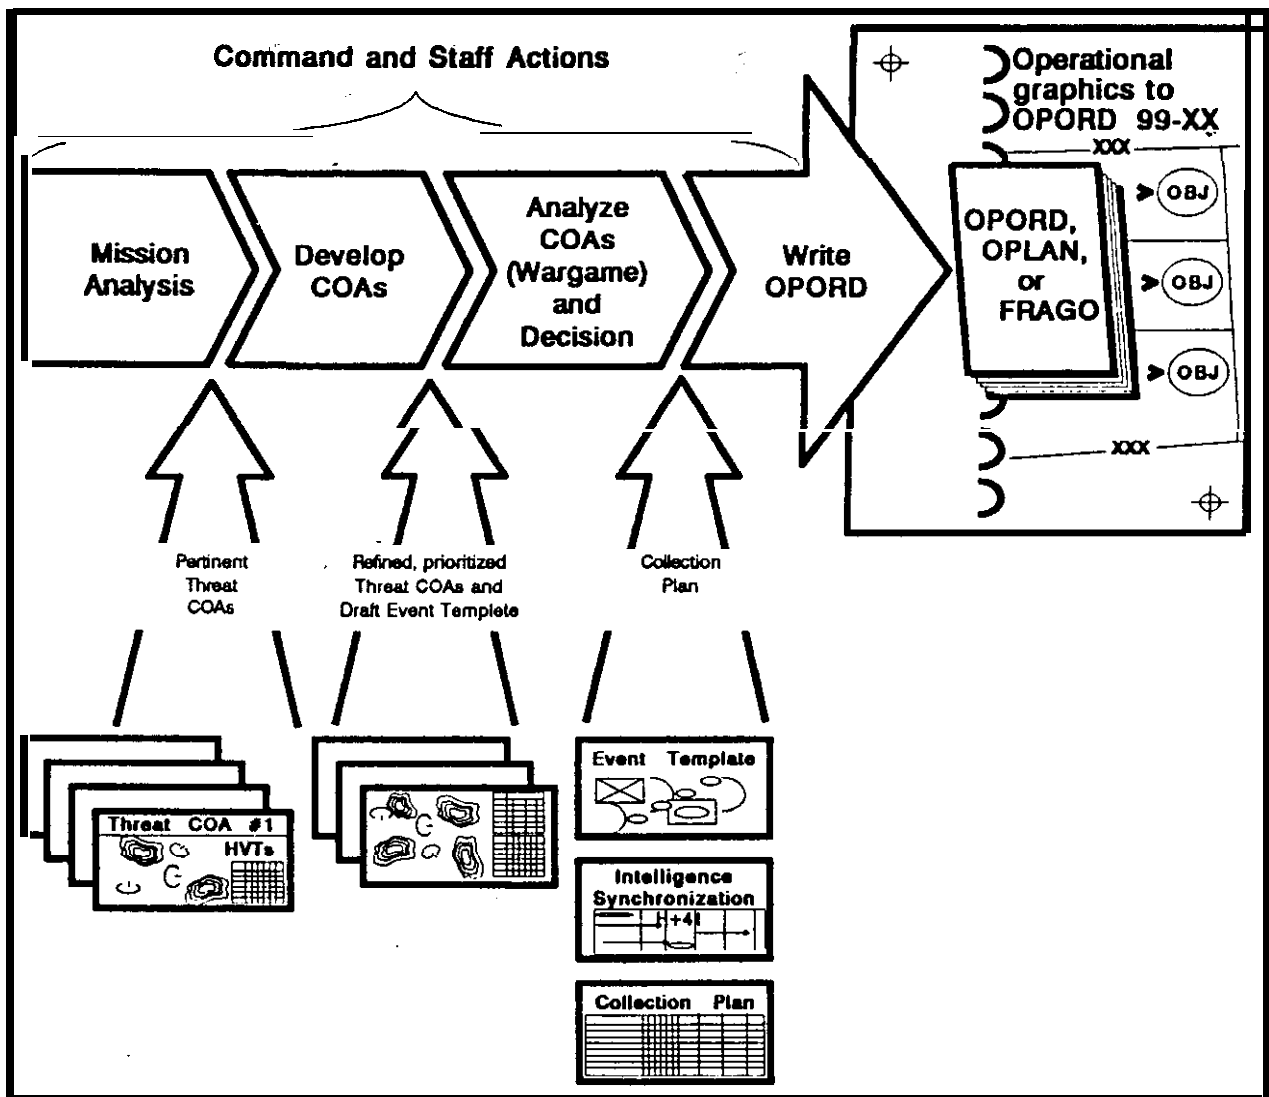 Command and Staff Actions
Operational
graphics to
OPORD 99-XX
XXX
Mission
Analysis
Develop
COAs
Analyze
COAs
(Wargame)
and
Decision
Write
OPORD
OPORD,
OPLAN,
or
FRAGO
OBJ
OBJ
OBJ
XXX
Pertinent
Threat
COAs
Refined, prioritized
Threat COAs and
Draft Event Templete
Collection
Plan
Threat COA #1
HVTs
Event Template
Intelligence
Synchronization
H+4t
Collection Plan